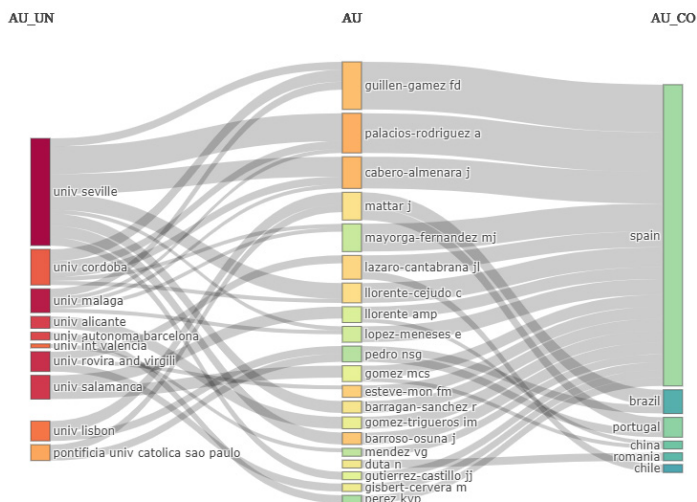 AU_UN
AU
AU_CO
univ seville
univ cordoba
univ malaga
univ alicante
univ autonoma barcelona
univ int valencia
univ rovira and virgili
univ salamanca
univ lisbon
pontificia univ catolica sao paulo
guillen-gamez fd
palacios-rodriguez a
cabero-almenara j
mattar j
mayorga-fernandez mj
lazaro-cantabrana jl
llorente-cejudo c
llorente amp
lopez-meneses e
pedro nsg
gomez mcs
esteve-mon fm
barragan-sanchez r
gomez-trigueros im
barroso-osuna j
mendez vg
duta n
gutierrez-castillo jj
gisbert-cervera m
perez kvp
spain
brazil
portugal
china
romania
chile